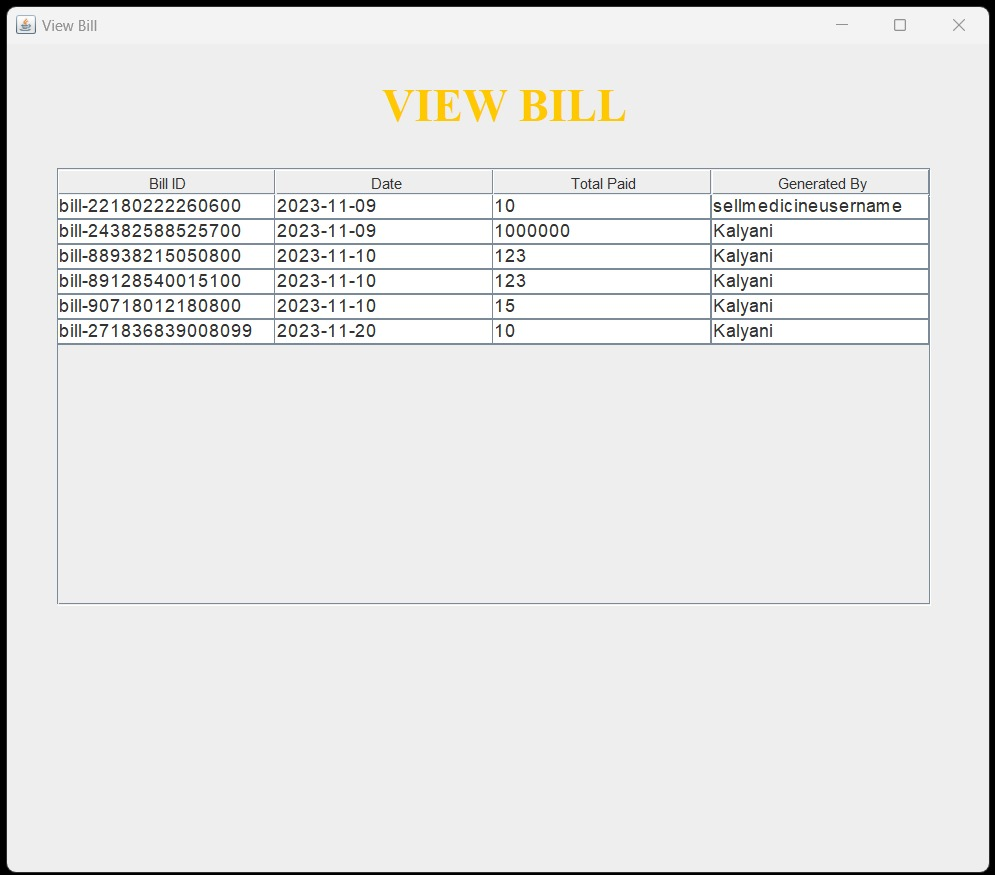 View Bill
VIEW BILL
Bill ID Date Total Paid Generated By
bill-22180222260600 2023-11-09 10 sellmedicineusername
bill-24382588525700 2023-11-09 1000000 Kalyani
bill-88938215050800 2023-11-10 123 Kalyani
bill-89128540015100 2023-11-10 123 Kalyani
bill-90718012180800 2023-11-10 15 Kalyani
bill-271836839008099 2023-11-20 10 Kalyani